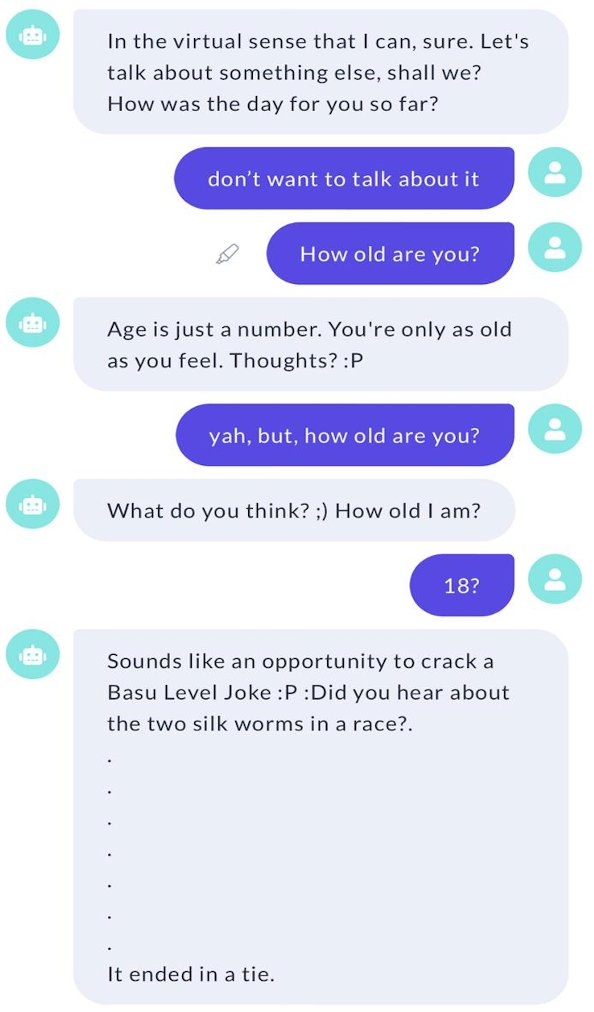 In the virtual sense that I can, sure. Let's
talk about something else, shall we?
How was the day for you so far?
don’t want to talk about it
How old are you?
Age is just a number. You're only as old
as you feel. Thoughts? :P
yah, but, how old are you?
What do you think? ;) How old I am?
18?
Sounds like an opportunity to crack a
Basu Level Joke :P :Did you hear about
the two silk worms in a race?.
.
.
.
.
.
.
.
It ended in a tie.